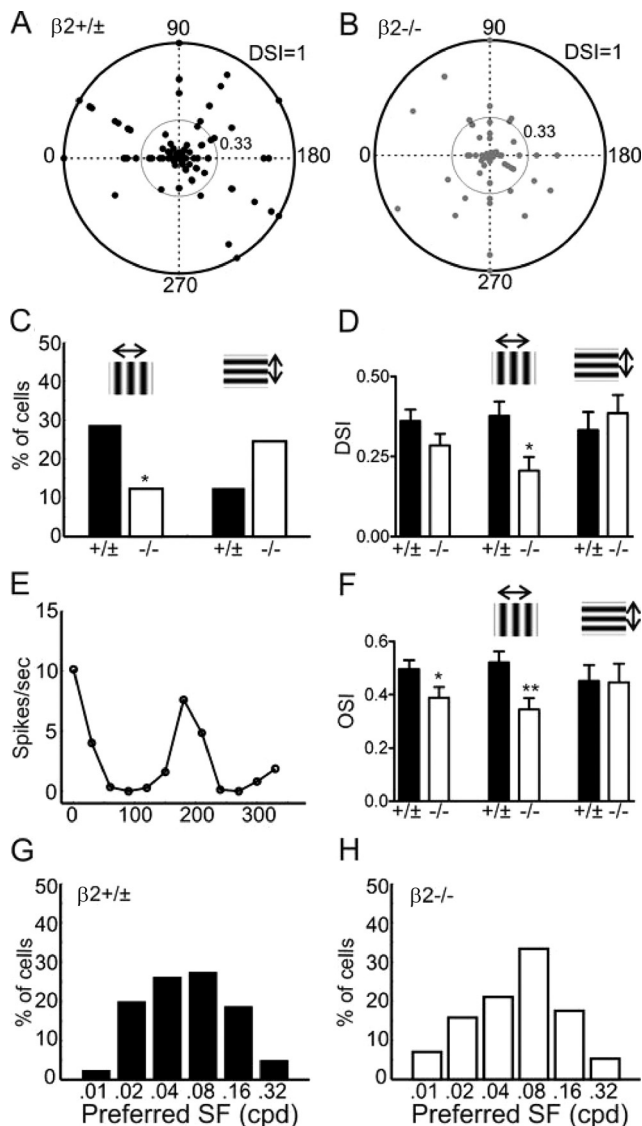 A β2+/± 90 DSI=1
0.33
0 180
270
B β2-/- 90 DSI=1
0.33
0 180
270
C
% of cells
50
40
30
20
10
0
*
+/± -/- +/± -/-
D
DSI
0.50
0.25
0.00
*
+/± -/- +/± -/- +/± -/-
E
Spikes/sec
15
10
5
0
0 100 200 300
F
OSI
0.6
0.4
0.2
0.0
* **
+/± -/- +/± -/- +/± -/-
G β2+/±
% of cells
50
40
30
20
10
0
.01 .02 .04 .08 .16 .32
Preferred SF (cpd)
H β2-/-
% of cells
50
40
30
20
10
0
.01 .02 .04 .08 .16 .32
Preferred SF (cpd)